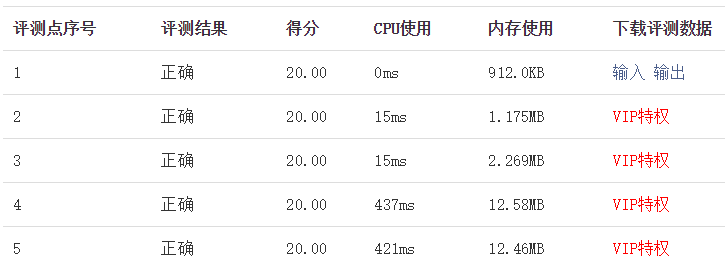 评测点序号 评测结果 得分 CPU使用 内存使用 下载评测数据
1 正确 20.00 0ms 912.0KB 输入 输出
2 正确 20.00 15ms 1.175MB VIP特权
3 正确 20.00 15ms 2.269MB VIP特权
4 正确 20.00 437ms 12.58MB VIP特权
5 正确 20.00 421ms 12.46MB VIP特权